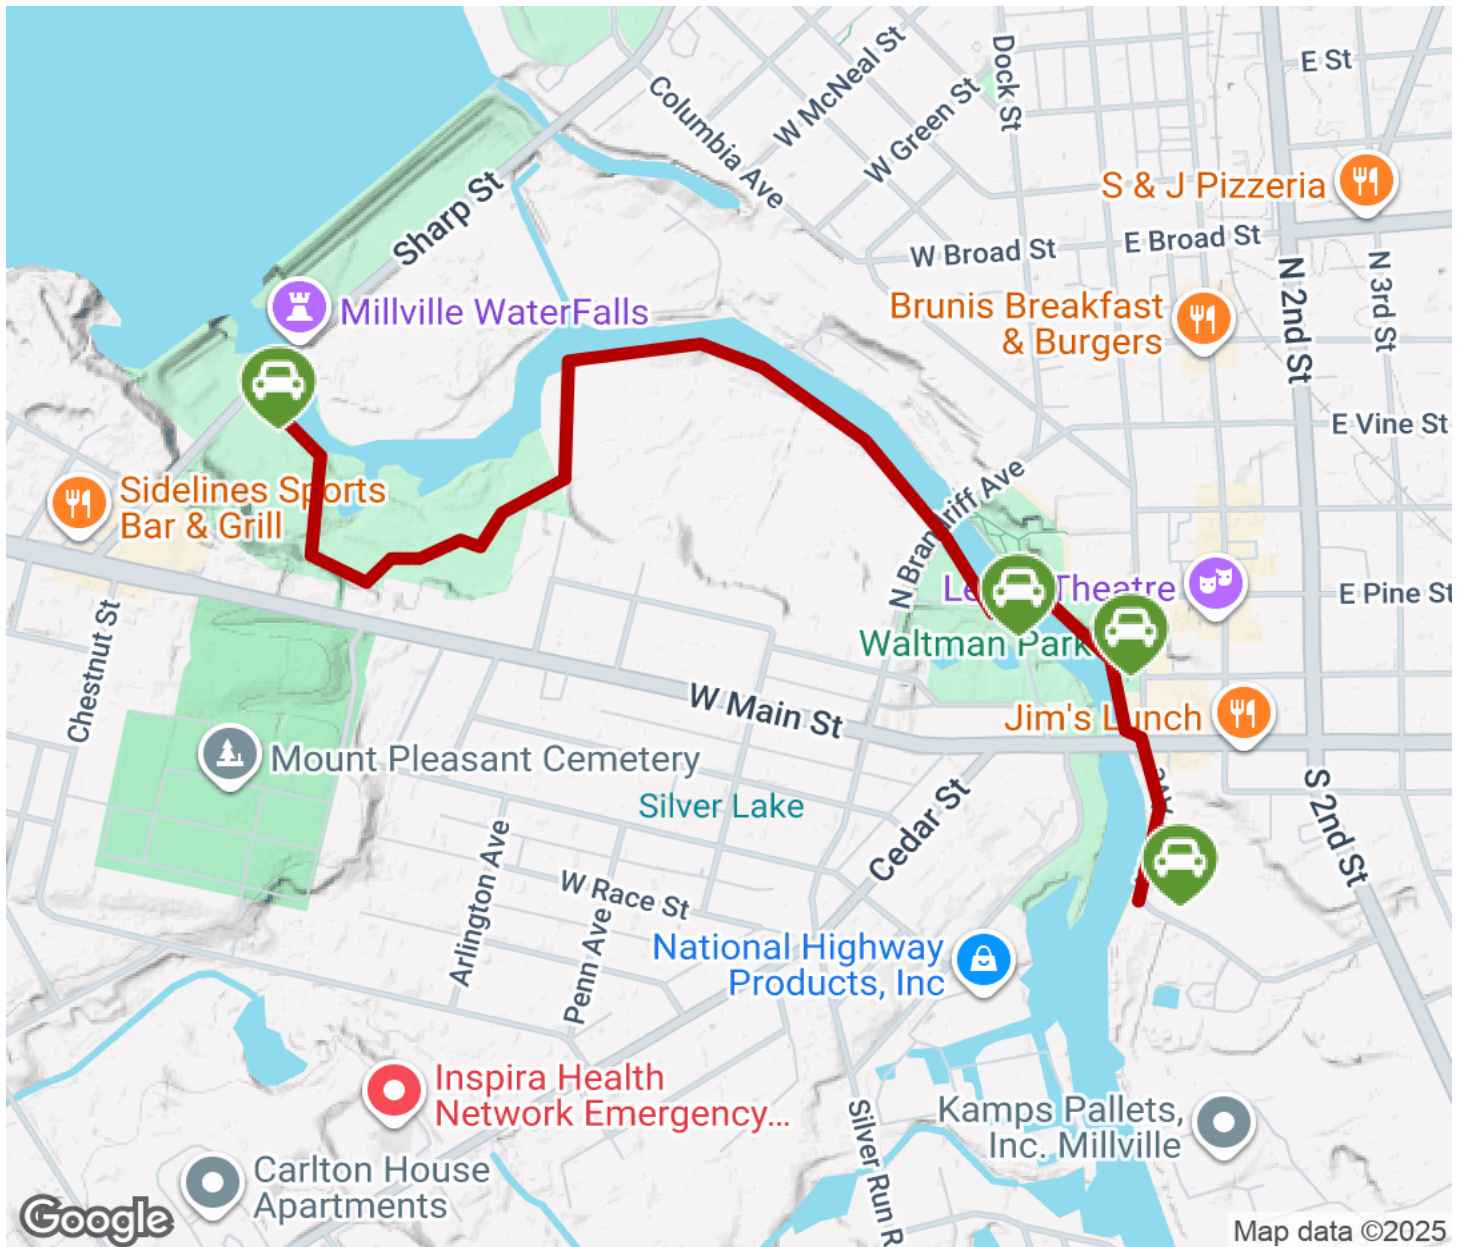 E St
Dock St
W McNeal St
W Green St
Columbia Ave
S & J Pizzeria
Sharp St
W Broad St
E Broad St
N 2nd St
N 3rd St
Millville WaterFalls
Brunis Breakfast
& Burgers
E Vine St
Sidelines Sports
Bar & Grill
Theatre
E Pine St
Waltman Park
Chestnut St
W Main St
Jim's Lunch
Mount Pleasant Cemetery
Silver Lake
Cedar St
S 2nd St
Arlington Ave
W Race St
Penn Ave
National Highway
Products, Inc
Inspira Health
Network Emergency...
Kamps Pallets,
Inc. Millville
Silver Run R
Carlton House
Apartments
Google
Map data ©2025